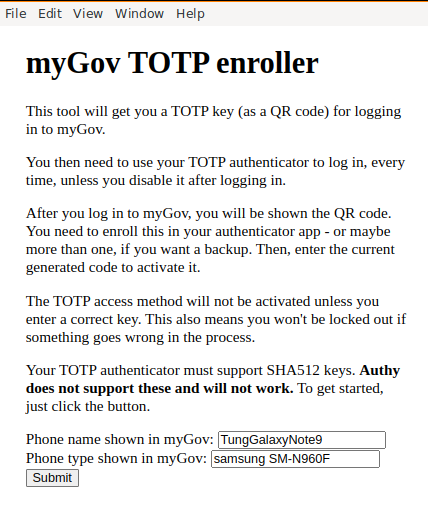 File Edit View Window Help
myGov TOTP enroller
This tool will get you a TOTP key (as a QR code) for logging
in to myGov.
You then need to use your TOTP authenticator to log in, every
time, unless you disable it after logging in.
After you log in to myGov, you will be shown the QR code.
You need to enroll this in your authenticator app - or maybe
more than one, if you want a backup. Then, enter the current
generated code to activate it.
The TOTP access method will not be activated unless you
enter a correct key. This also means you won't be locked out if
something goes wrong in the process.
Your TOTP authenticator must support SHA512 keys. Authy
does not support these and will not work. To get started,
just click the button.
Phone name shown in myGov: TungGalaxyNote9
Phone type shown in myGov: samsung SM-N960F
Submit